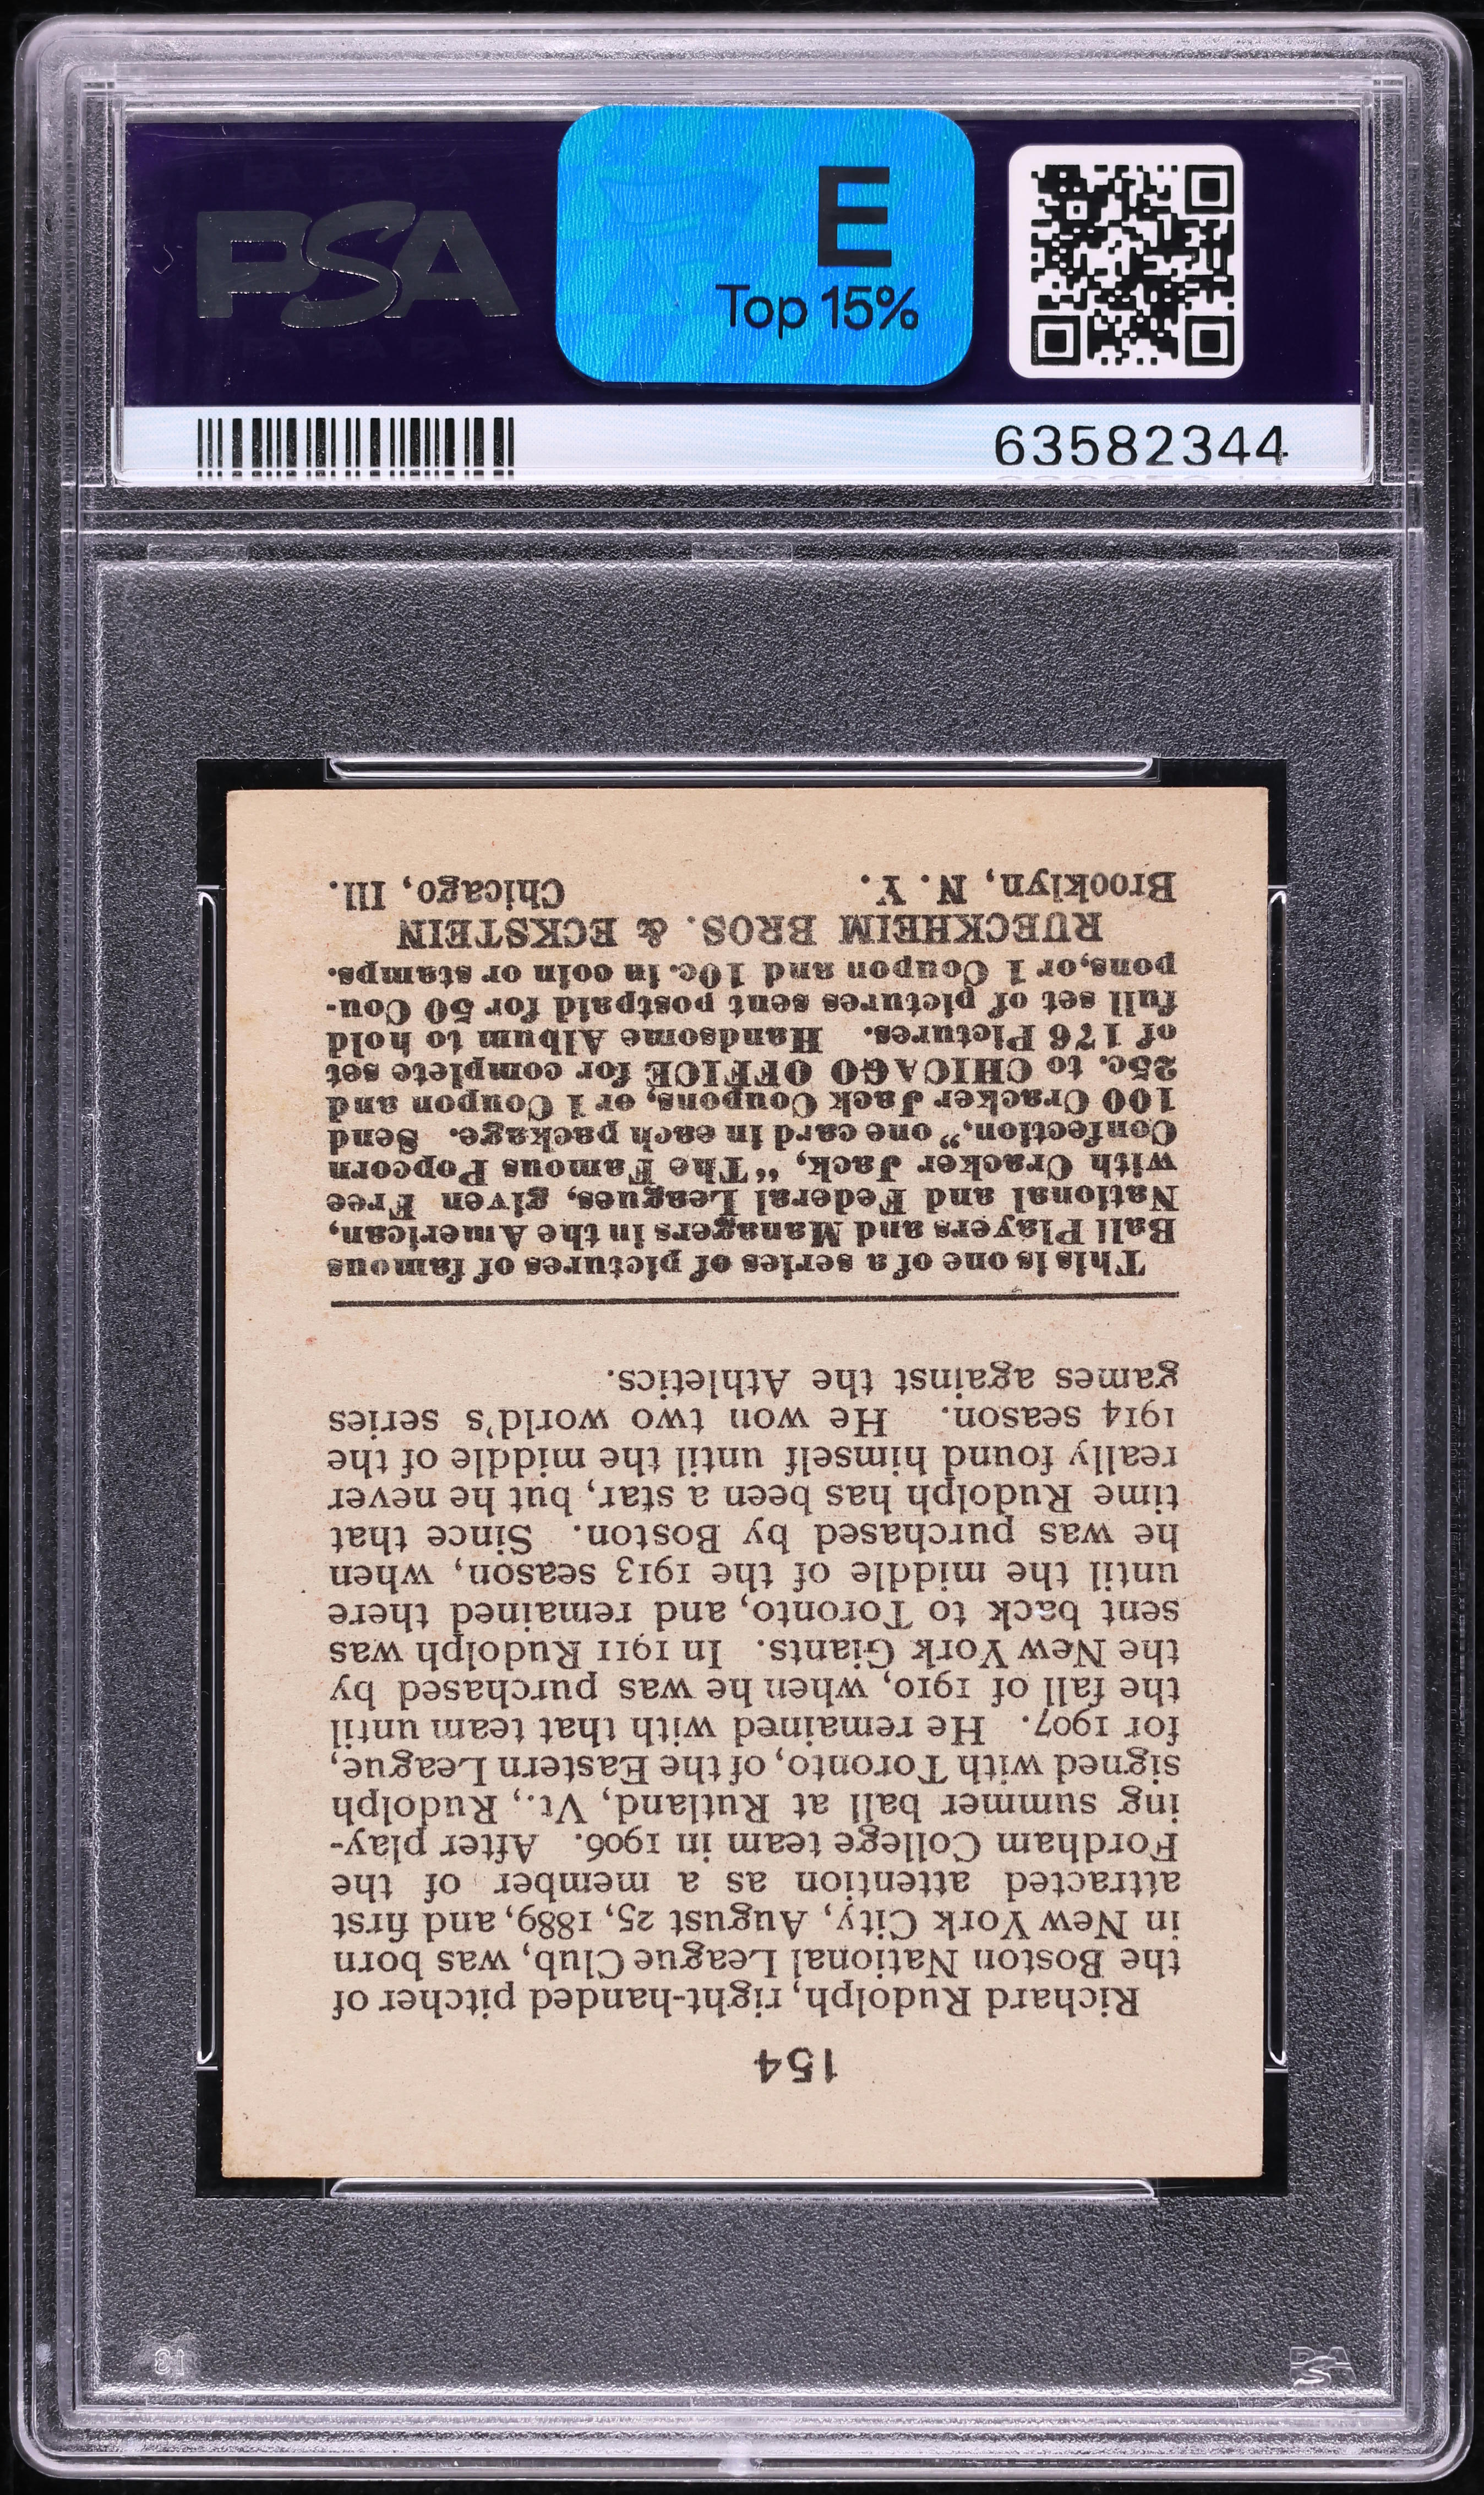 PSA
E
Top 15%
63582344
154
Richard Rudolph, right-handed pitcher of
the Boston National League Club, was born
in New York City, August 25, 1889, and first
attracted attention as a member of the
Fordham College team in 1906. After play-
ing summer ball at Rutland, Vt., Rudolph
signed with Toronto, of the Eastern League,
for 1907. He remained with that team until
the fall of 1910, when he was purchased by
the New York Giants. In 1911 Rudolph was
sent back to Toronto, and remained there
until the middle of the 1913 season, when
he was purchased by Boston. Since that
time Rudolph has been a star, but he never
really found himself until the middle of the
1914 season. He won two world's series
games against the Athletics.
This is one of a series of pictures of famous
Ball Players and Managers in the American,
National and Federal Leagues, given Free
with Cracker Jack, "The Famous Popcorn
Confection," one card in each package. Send
100 Cracker Jack Coupons, or 1 Coupon and
25c. to CHICAGO OFFICE for complete set
of 176 Pictures. Handsome Album to hold
full set of pictures sent postpaid for 50 Cou-
pons, or 1 Coupon and 10c. in coin or stamps.
RUECKHEIM BROS. & ECKSTEIN
Brooklyn, N. Y. Chicago, Ill.
PSA